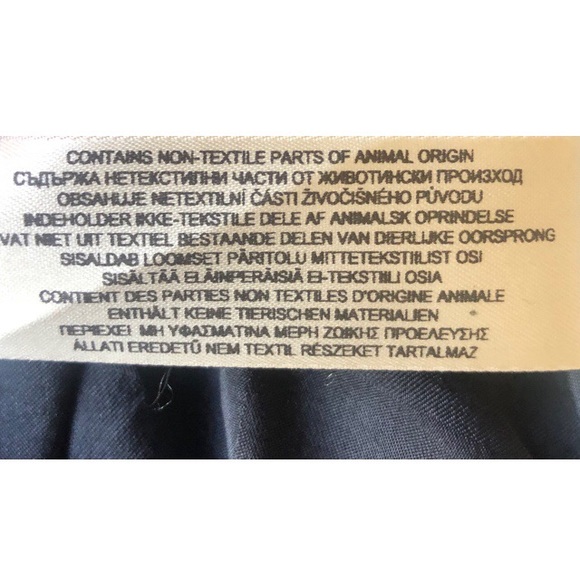 CONTAINS NON-TEXTILE PARTS OF ANIMAL ORIGIN
СЪДЪРЖА НЕТЕКСТИЛНИ ЧАСТИ ОТ ЖИВОТИНСКИ ПРОИЗХОД
OBSAHUJE NETEXTILNÍ ČÁSTI ŽIVOČIŠNÉHO PŮVODU
INDEHOLDER IKKE-TEKSTILE DELE AF ANIMALSK OPRINDELSE
VAT NIET UIT TEXTIEL BESTAANDE DELEN VAN DIERLIJKE OORSPRONG
SISALDAB LOOMSET PÄRITOLU MITTETEKSTIILIST OSI
SISÄLTÄÄ ELÄINPERÄISIÄ EI-TEKSTIILI OSIA
CONTIENT DES PARTIES NON TEXTILES D'ORIGINE ANIMALE
ENTHÄLT KEINE TIERISCHEN MATERIALIEN
ΠΕΡΙΕΧΕΙ ΜΗ ΥΦΑΣΜΑΤΙΝΑ ΜΕΡΗ ΖΩΙΚΗΣ ΠΡΟΕΛΕΥΣΗΣ
ÁLLATI EREDETŰ NEM TEXTIL RÉSZEKET TARTALMAZ